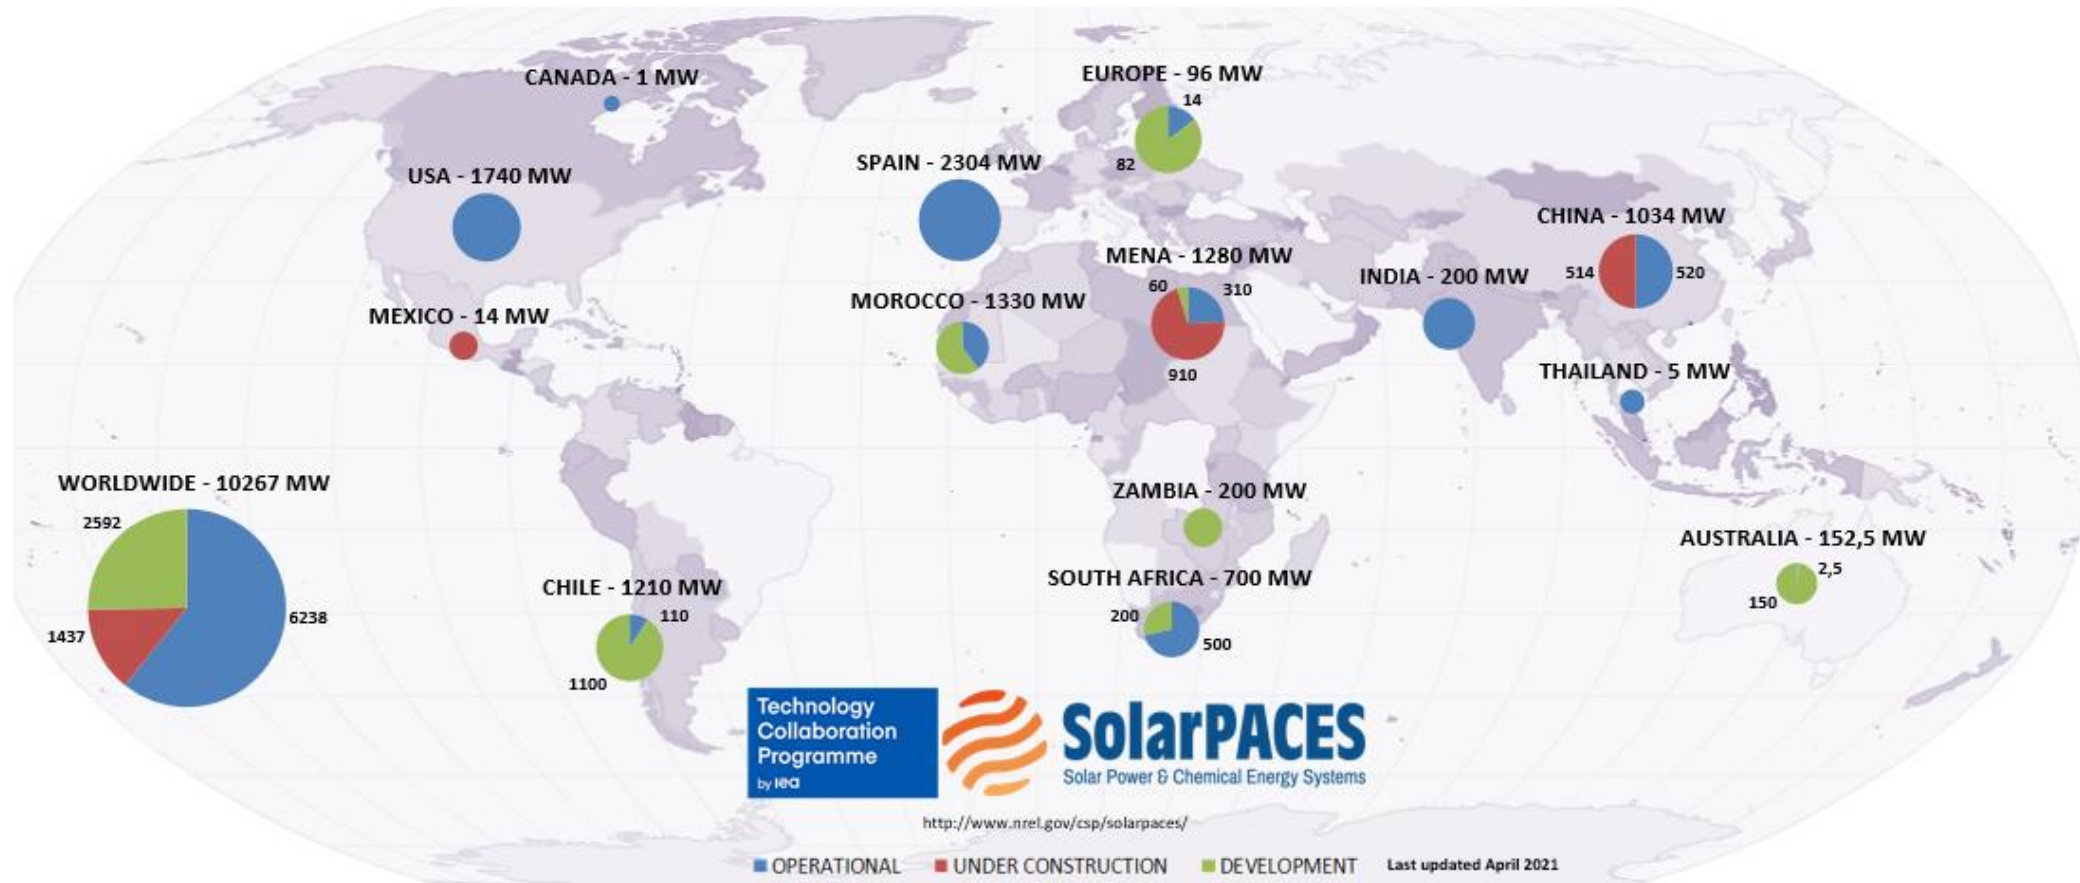 CANADA - 1 MW
EUROPE - 96 MW
14
82
SPAIN - 2304 MW
USA - 1740 MW
CHINA - 1034 MW
514
520
MENA - 1280 MW
60
310
910
INDIA - 200 MW
MOROCCO - 1330 MW
MEXICO - 14 MW
THAILAND - 5 MW
WORLDWIDE - 10267 MW
2592
6238
1437
ZAMBIA - 200 MW
AUSTRALIA - 152,5 MW
2,5
150
CHILE - 1210 MW
110
1100
SOUTH AFRICA - 700 MW
200
500
Technology
Collaboration
Programme
by iea
SolarPACES
Solar Power & Chemical Energy Systems
http://www.nrel.gov/csp/solarpaces/
OPERATIONAL UNDER CONSTRUCTION DEVELOPMENT Last updated April 2021